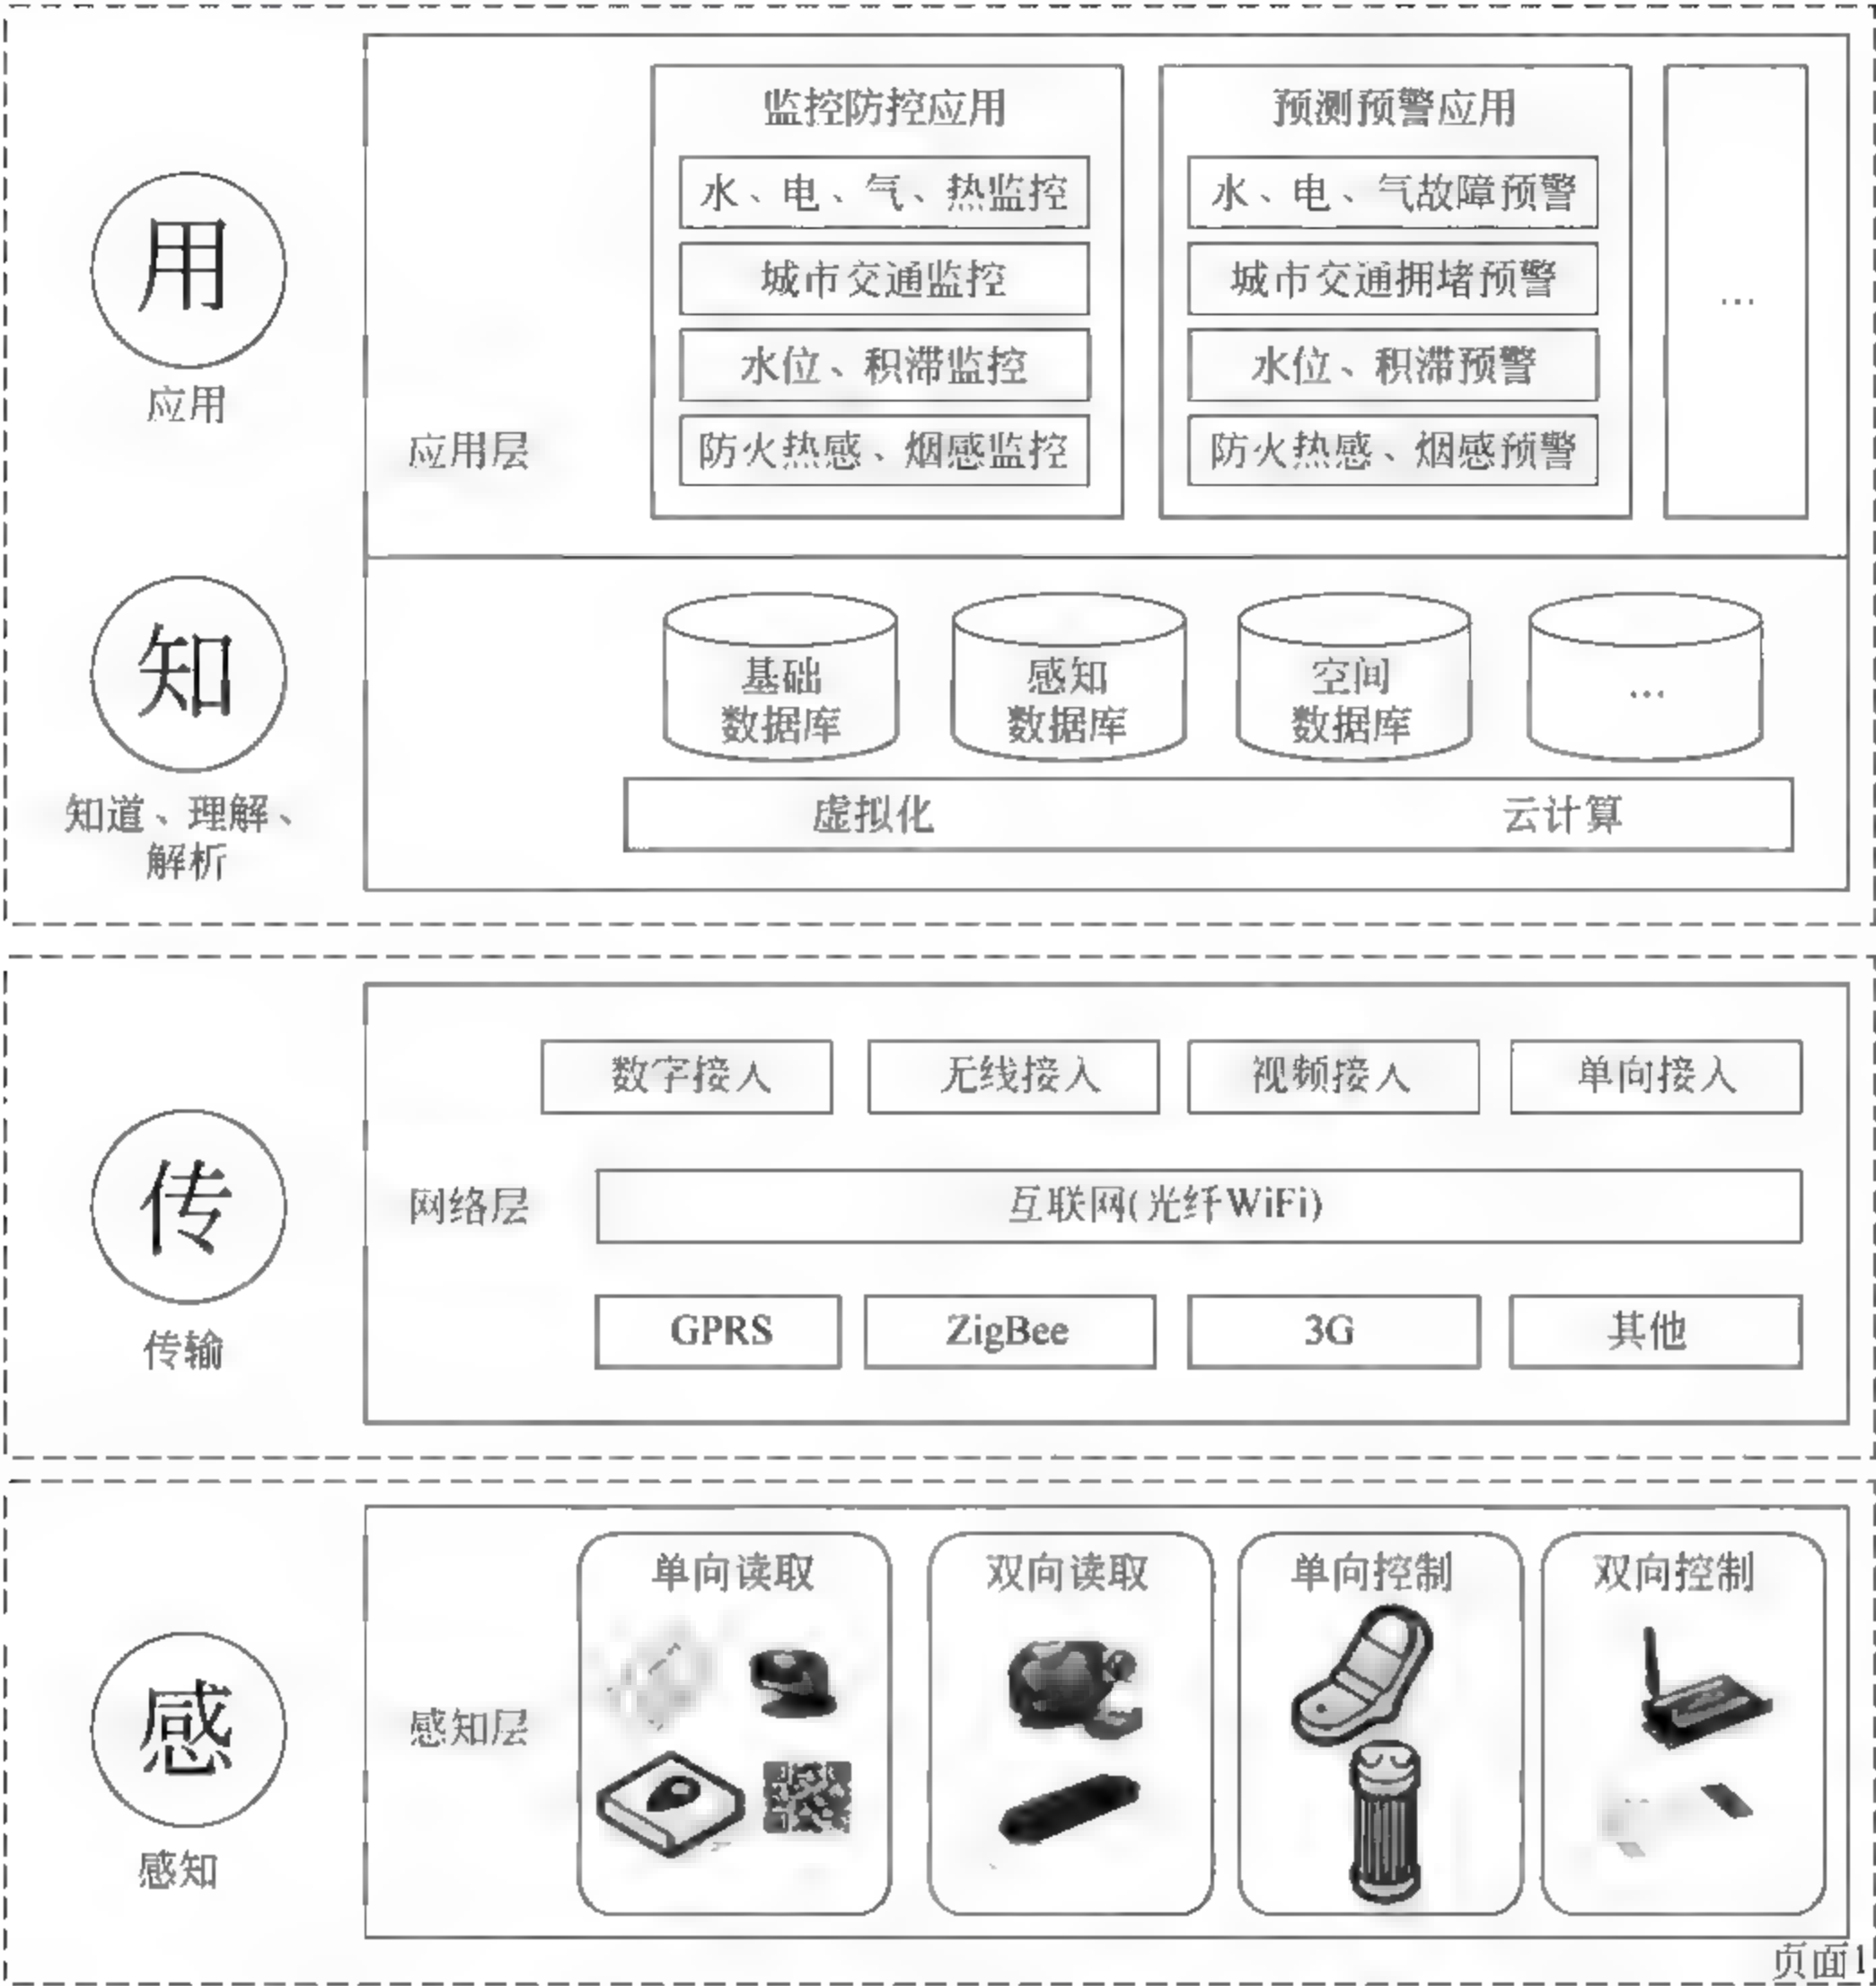 监控防控应用
预测预警应用
水、电、气、热监控
水、电、气故障预警
用
城市交通监控
城市交通拥堵预警
…
水位、积滞监控
水位、积滞预警
应用
应用层
防火热感、烟感监控
防火热感、烟感预警
知
基础
数据库
感知
数据库
空间
数据库
…
知道、理解、
解析
虚拟化
云计算
数字接入
无线接入
视频接入
单向接入
传
网络层
互联网(光纤WiFi)
传输
GPRS
ZigBee
3G
其他
单向读取
双向读取
单向控制
双向控制
感
感知层
感知
页面1